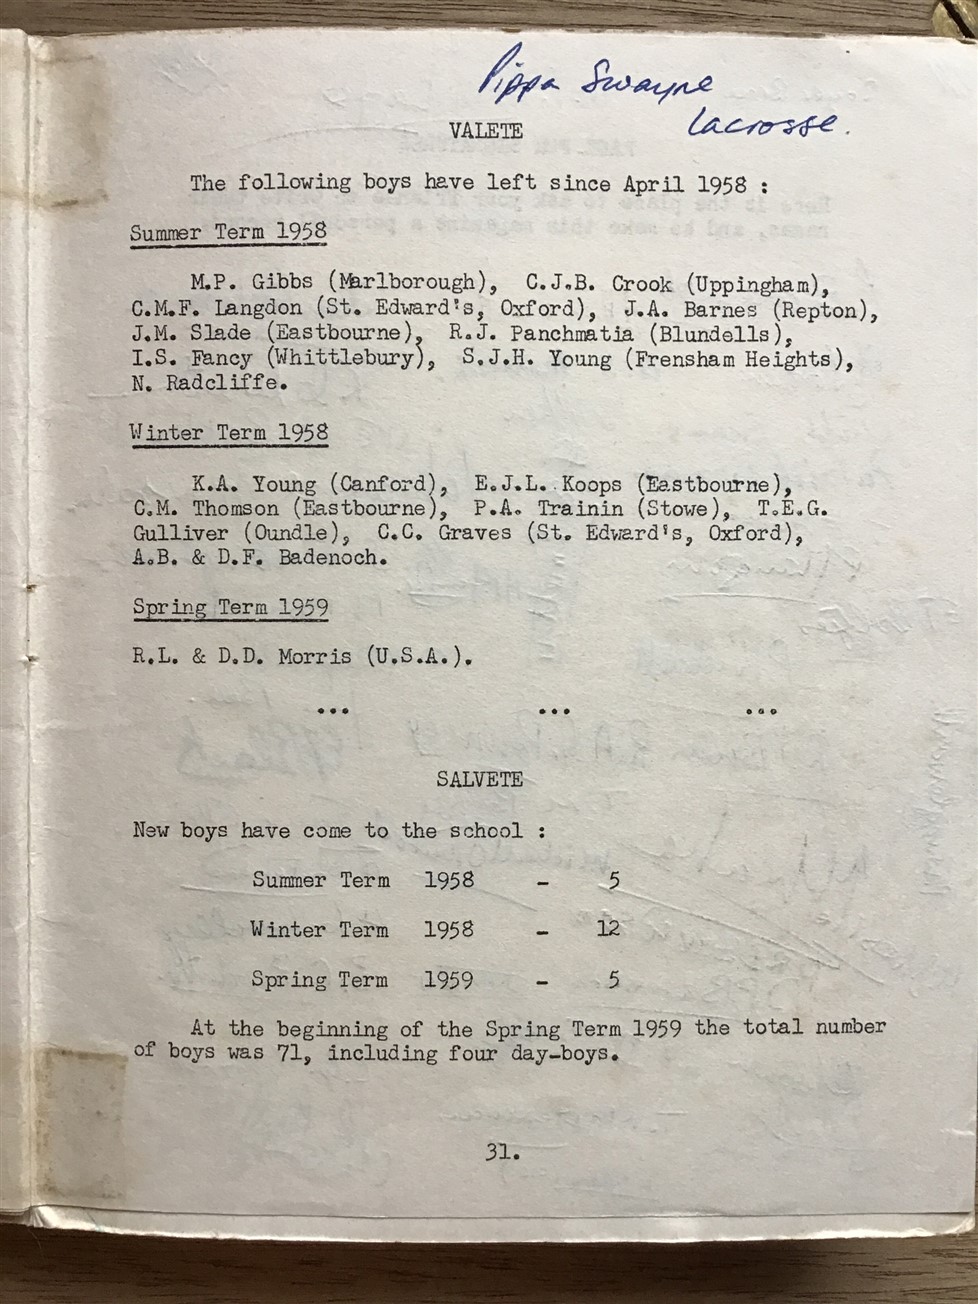 Pippa Swayne
Lacrosse.
VALETE
The following boys have left since April 1958 :
Summer Term 1958
M.P. Gibbs (Marlborough), C.J.B. Crook (Uppingham),
C.M.F. Langdon (St. Edward's, Oxford), J.A. Barnes (Repton),
J.M. Slade (Eastbourne), R.J. Panchmatia (Blundells),
I.S. Fancy (Whittlebury), S.J.H. Young (Frensham Heights),
N. Radcliffe.
Winter Term 1958
K.A. Young (Canford), E.J.L. Koops (Eastbourne),
C.M. Thomson (Eastbourne), P.A. Trainin (Stowe), T.E.G.
Gulliver (Oundle), C.C. Graves (St. Edward's, Oxford),
A.B. & D.F. Badenoch.
Spring Term 1959
R.L. & D.D. Morris (U.S.A.).
... ... ...
SALVETE
New boys have come to the school :
Summer Term 1958 - 5
Winter Term 1958 - 12
Spring Term 1959 - 5
At the beginning of the Spring Term 1959 the total number
of boys was 71, including four day-boys.
31.